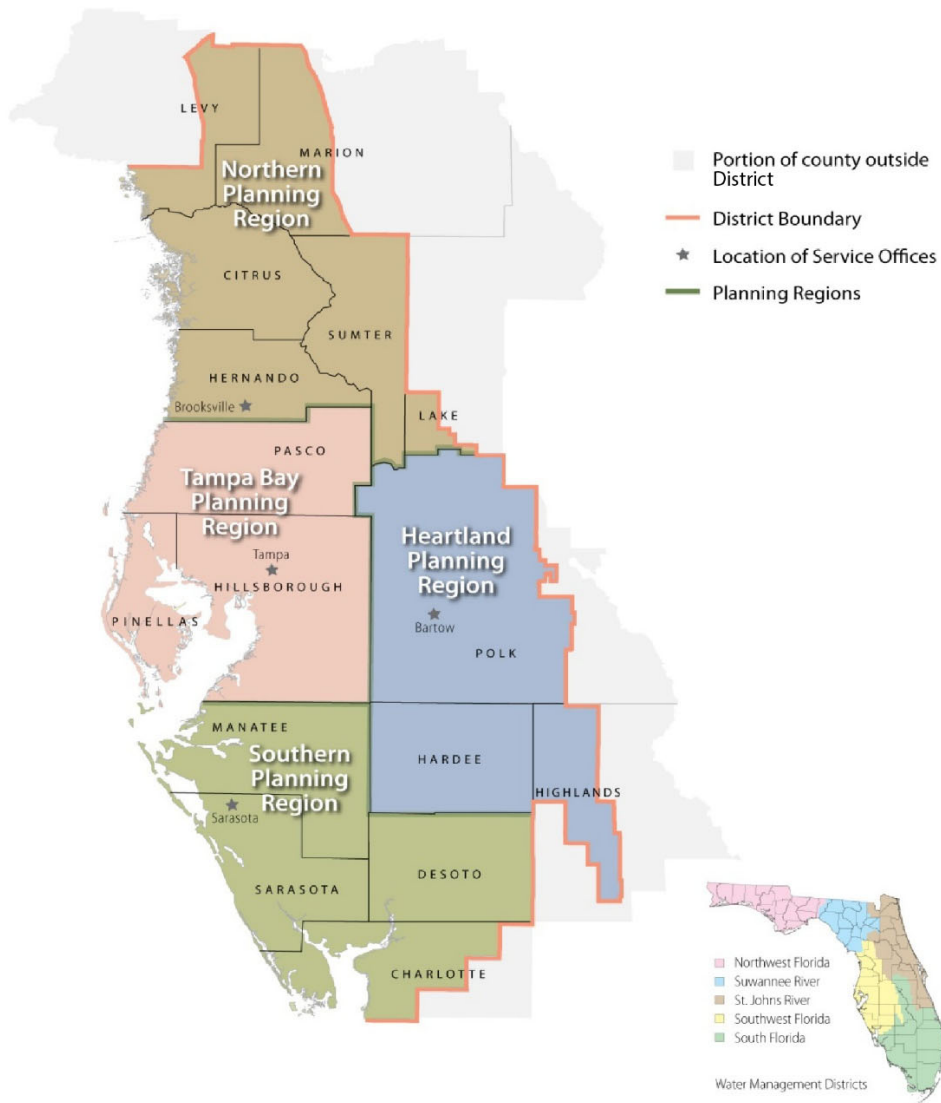 LEVY
MARION
Northern
Planning
Region
CITRUS
SUMTER
HERNANDO
Brooksville
LAKE
PASCO
Tampa Bay
Planning
Region
Tampa
HILLSBOROUGH
PINELLAS
Heartland
Planning
Region
Bartow
POLK
MANATEE
Southern
Planning
Region
HARDEE
HIGHLANDS
Sarasota
SARASOTA
DESOTO
CHARLOTTE
Portion of county outside
District
District Boundary
Location of Service Offices
Planning Regions
Northwest Florida
Suwannee River
St. Johns River
Southwest Florida
South Florida
Water Management Districts